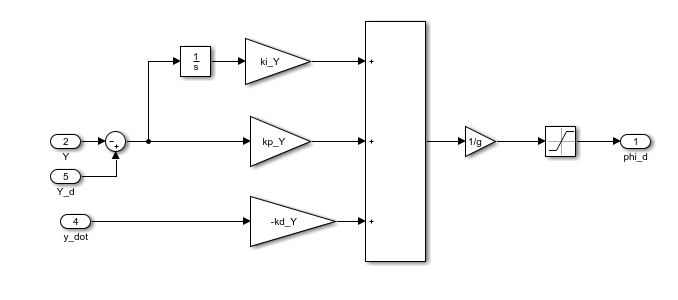 1
s
ki_Y
+
2
Y
-
+
kp_Y
+
1/g
1
phi_d
5
Y_d
4
y_dot
-kd_Y
+